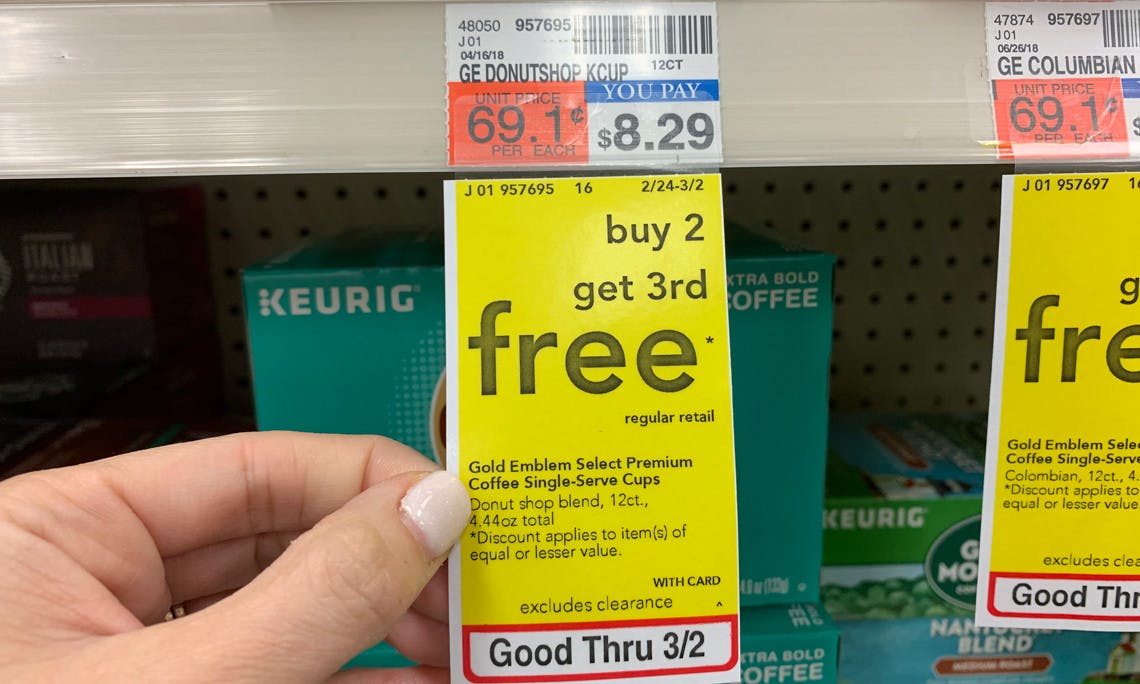 48050 957695
J 01
04/16/18
12CT
GE DONUTSHOP KCUP
UNIT PRICE
69.1¢
PER EACH
YOU PAY
$8.29
47874 957697
J 01
06/26/18
GE COLUMBIAN
UNIT PRICE
69.1¢
PER EACH
$
J 01 957695 16 2/24-3/2
buy 2
get 3rd
free*
regular retail
Gold Emblem Select Premium
Coffee Single-Serve Cups
Donut shop blend, 12ct.,
4.44oz total
*Discount applies to item(s) of
equal or lesser value.
WITH CARD
excludes clearance ^
Good Thru 3/2
J 01 957697
Gold Emblem
Coffee Single-Serve
Colombian, 12ct., 4.
*Discount applies to
equal or lesser value
excludes
Good
ITALIAN
KEURIG
XTRA BOLD
COFFEE
XTRA BOLD
COFFEE
KEURIG
NANTUCKET
BLEND
MEDIUM ROAST